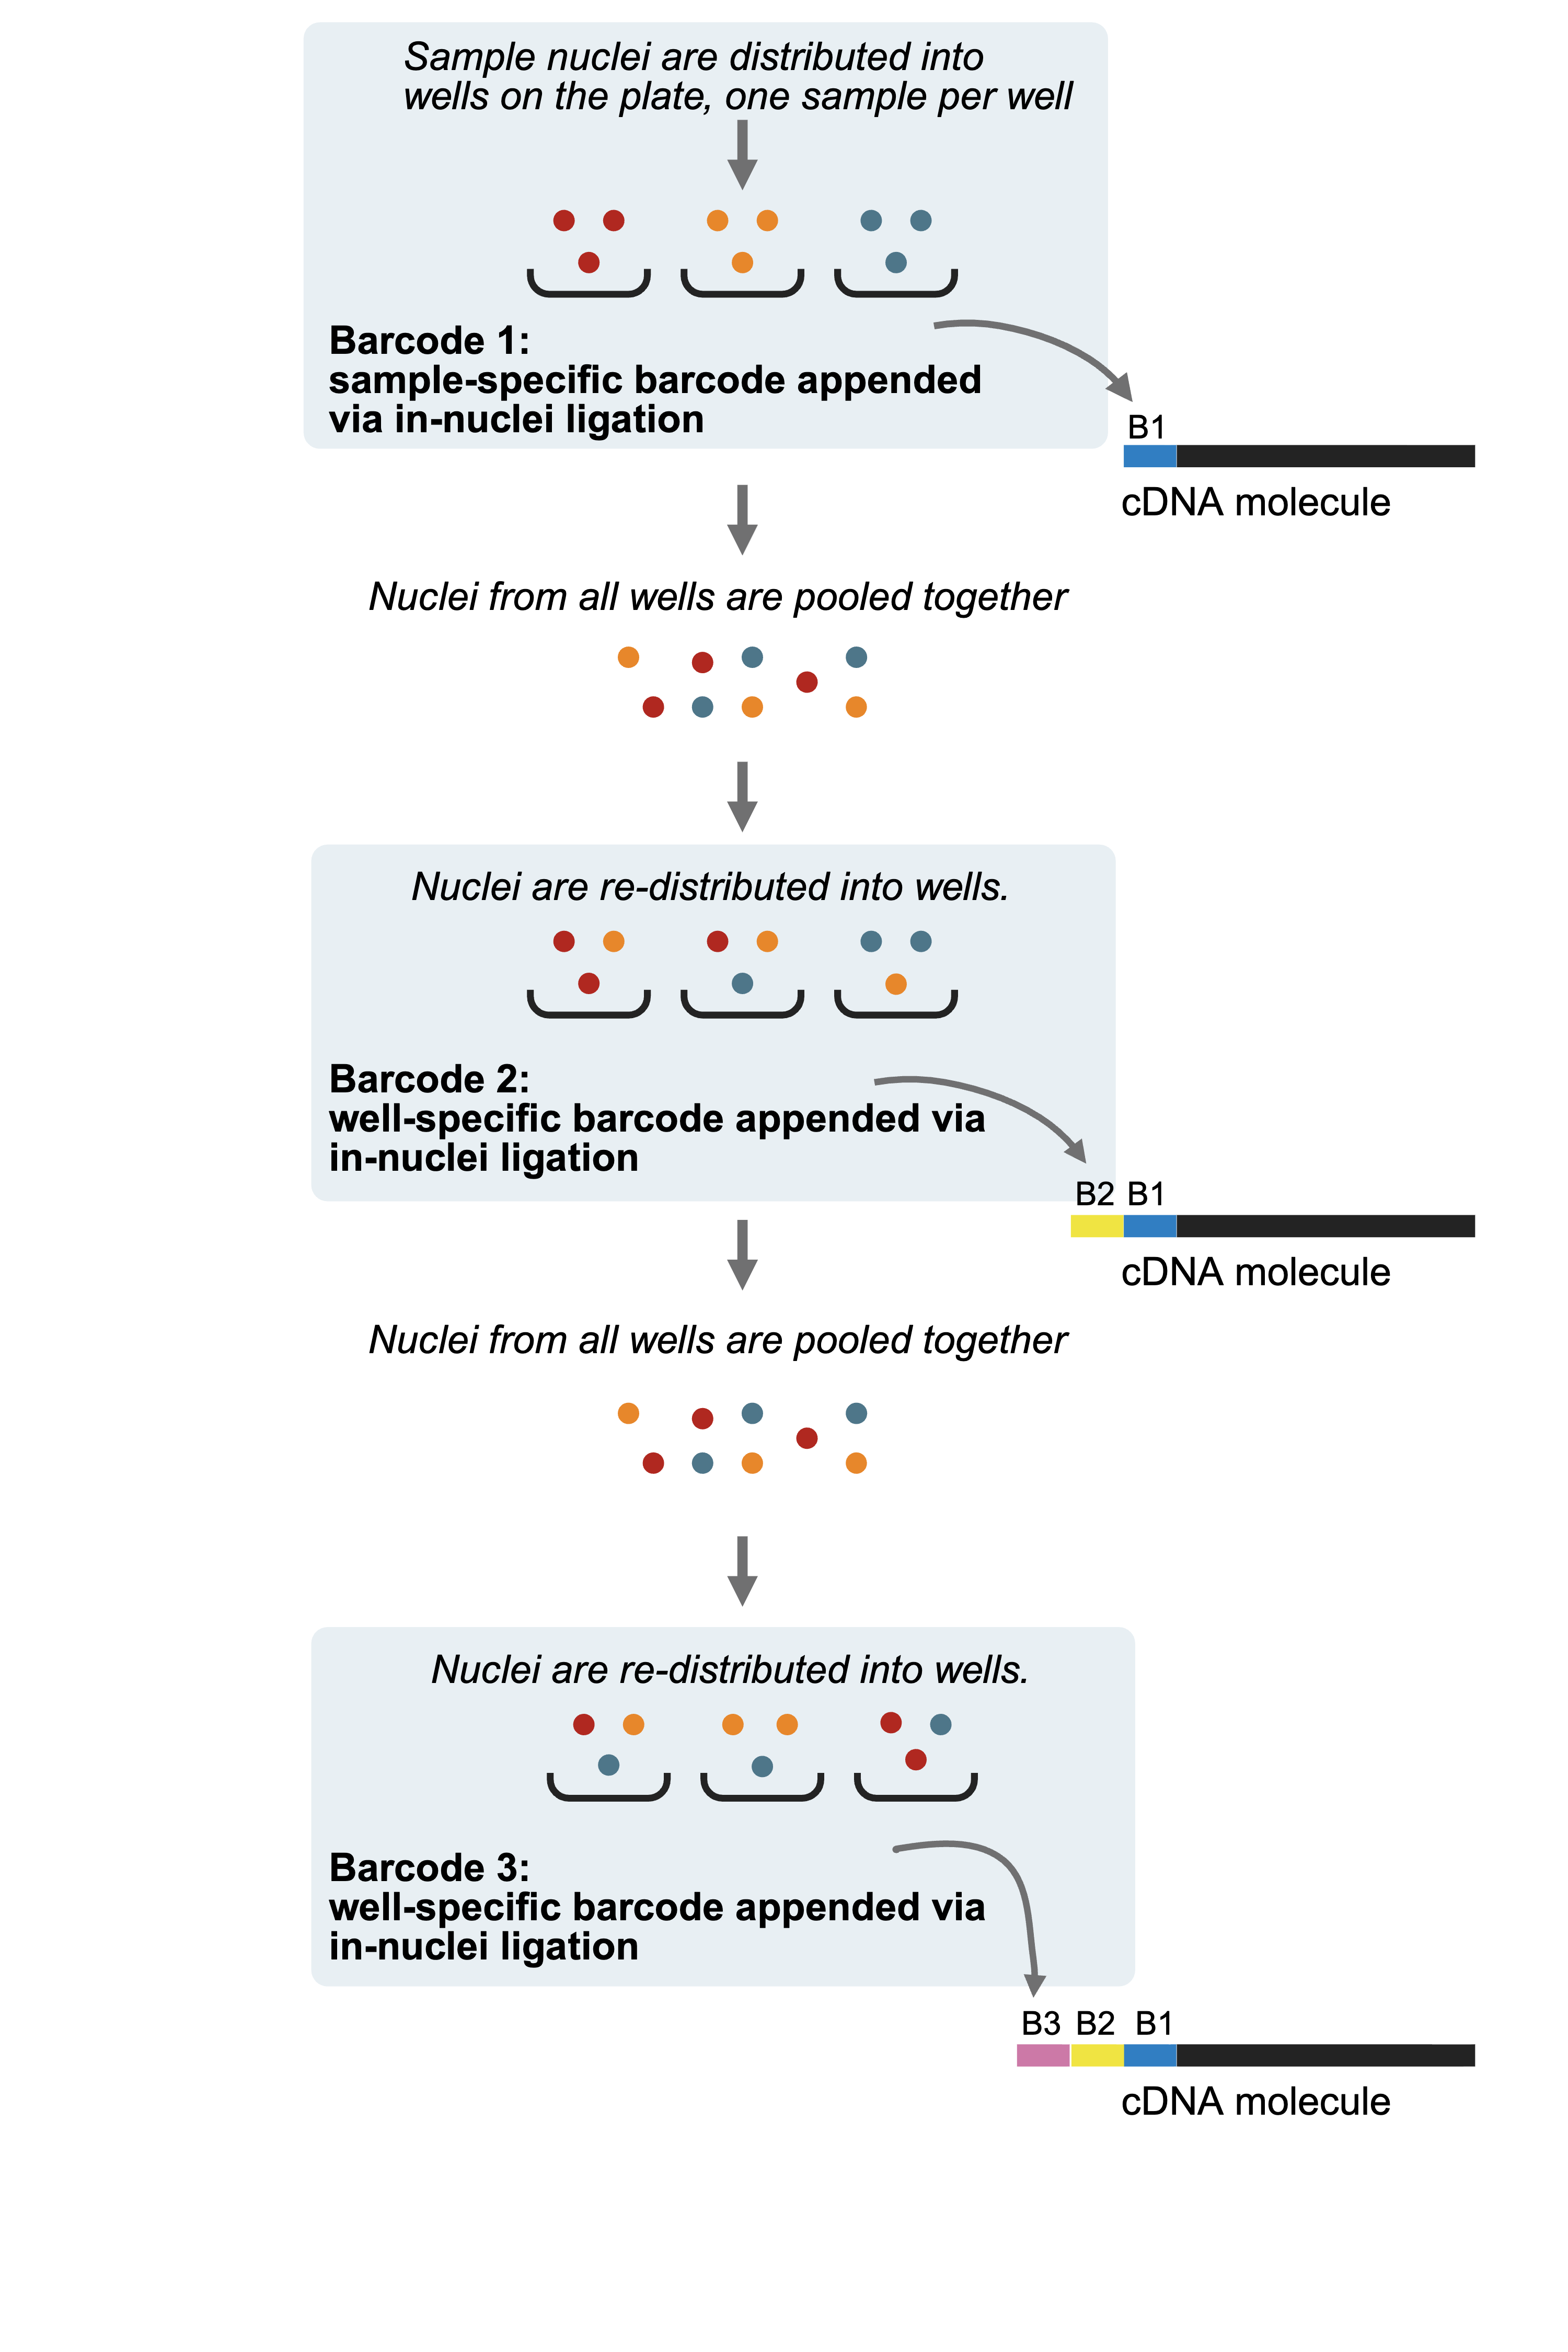 Sample nuclei are distributed into
wells on the plate, one sample per well
Barcode 1:
sample-specific barcode appended
via in-nuclei ligation
B1
cDNA molecule
Nuclei from all wells are pooled together
Nuclei are re-distributed into wells.
Barcode 2:
well-specific barcode appended via
in-nuclei ligation
B2 B1
cDNA molecule
Nuclei from all wells are pooled together
Nuclei are re-distributed into wells.
Barcode 3:
well-specific barcode appended via
in-nuclei ligation
B3 B2 B1
cDNA molecule